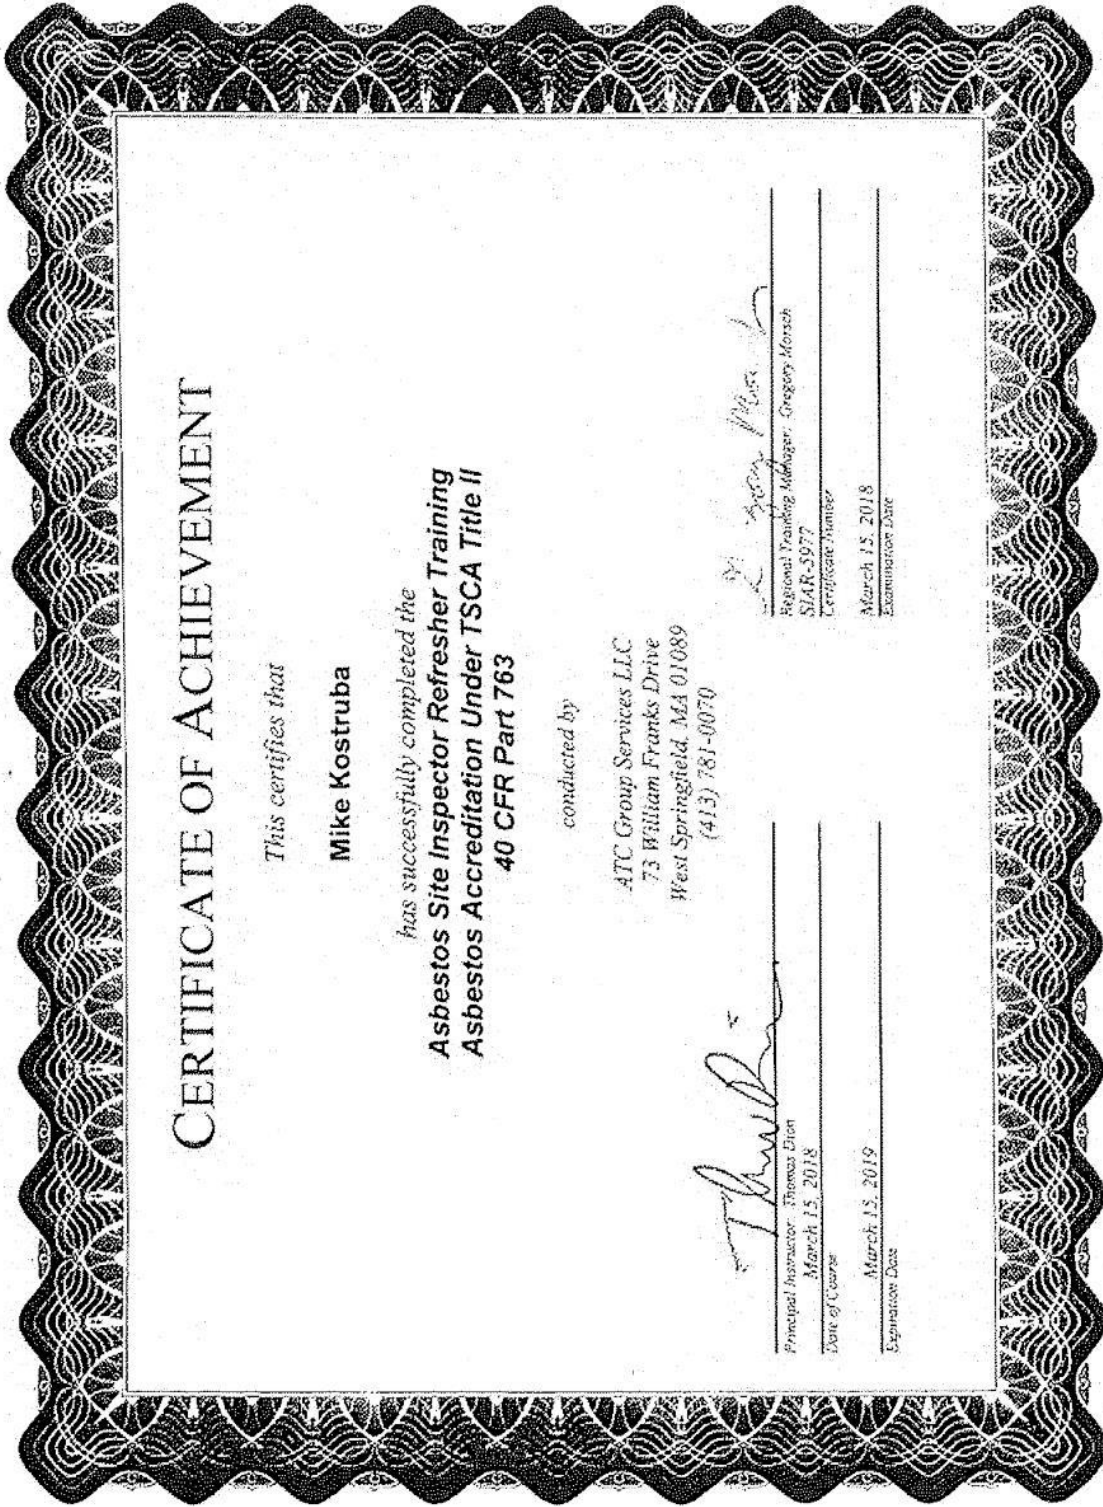 CERTIFICATE OF ACHIEVEMENT
This certifies that
Mike Kostruba
has successfully completed the
Asbestos Site Inspector Refresher Training
Asbestos Accreditation Under TSCA Title II
40 CFR Part 763
conducted by
ATC Group Services LLC
73 William Franks Drive
West Springfield, MA 01089
(413) 781-0070
Principal Instructor: Thomas Dion
March 15, 2018
Date of Course
March 15, 2019
Expiration Date
Regional Training Manager: Gregory Morsch
SIAR-5977
Certificate Number
March 15, 2018
Examination Date